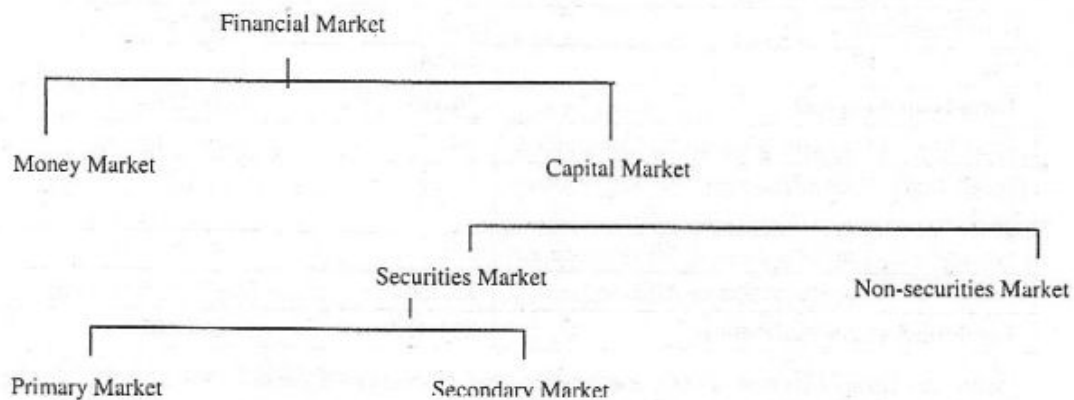 Financial Market
Money Market
Capital Market
Securities Market
Non-securities Market
Primary Market
Secondary Market